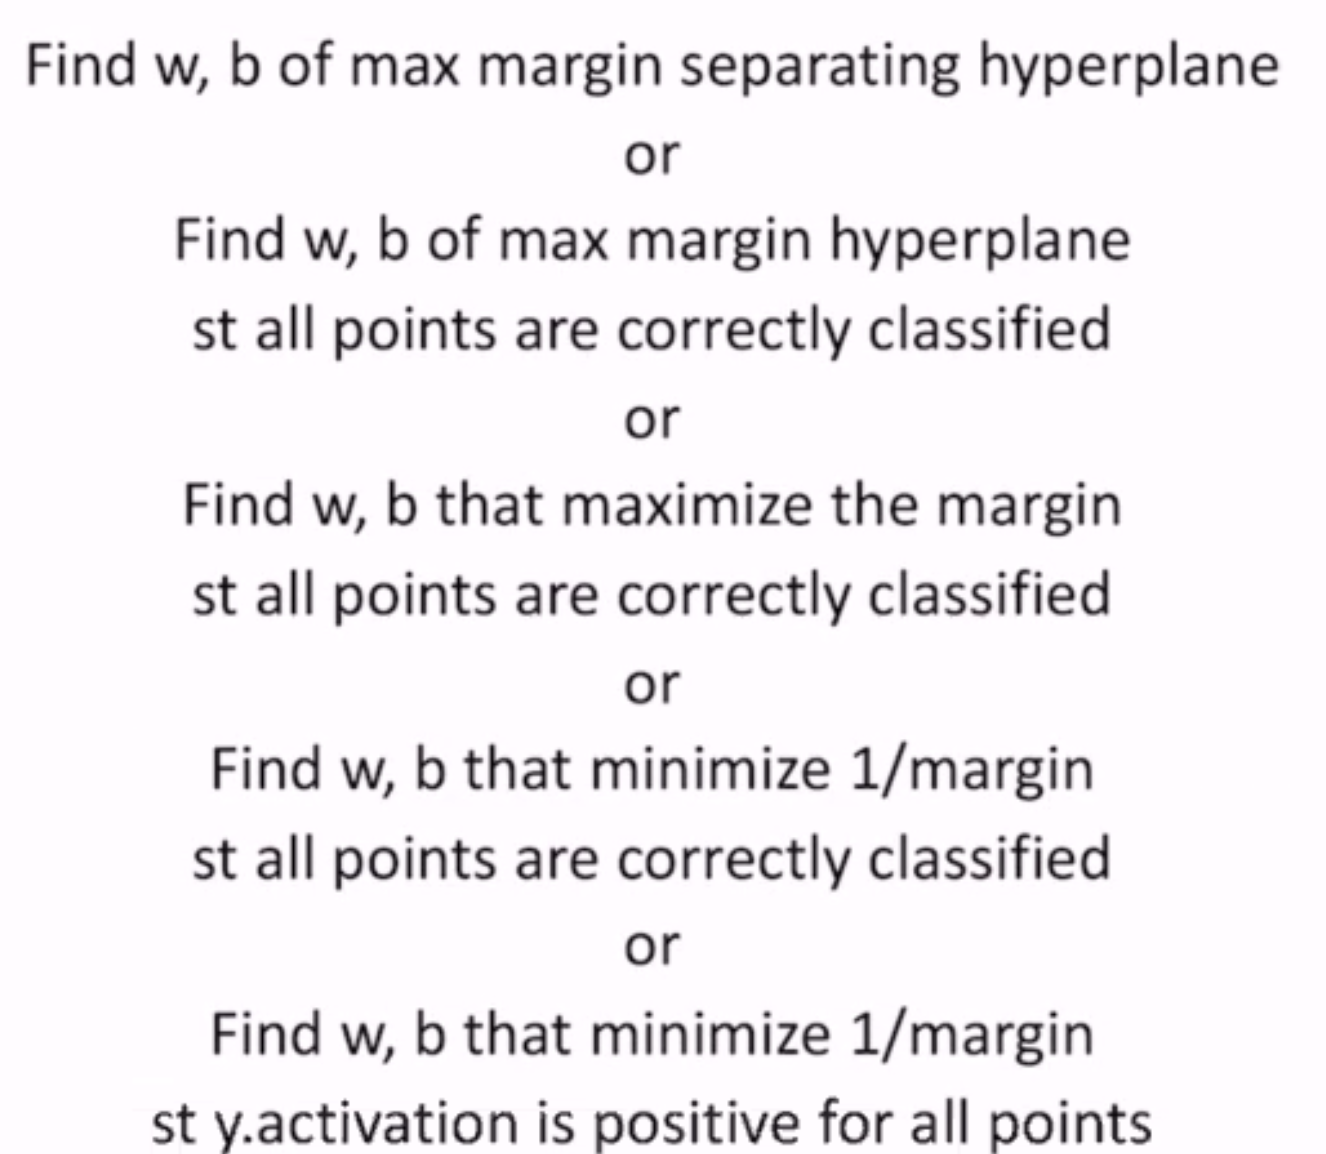 Find w, b of max margin separating hyperplane
or
Find w, b of max margin hyperplane
st all points are correctly classified
or
Find w, b that maximize the margin
st all points are correctly classified
or
Find w, b that minimize 1/margin
st all points are correctly classified
or
Find w, b that minimize 1/margin
st y.activation is positive for all points